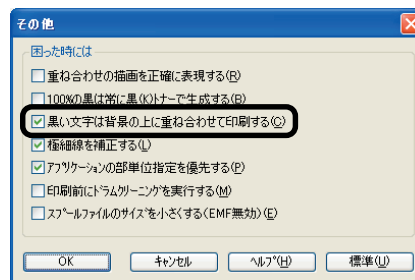 その他
困った時には
重ね合わせの描画を正確に表現する(R)
100%の黒は常に黒(K)トナーで生成する(B)
黒い文字は背景の上に重ね合わせて印刷する(C)
極細線を補正する(L)
アプリケーションの部単位指定を優先する(P)
印刷前にドラムクリーニングを実行する(M)
スプールファイルのサイズを小さくする(EMF無効)(E)
OK キャンセル ヘルプ(H) 標準(U)